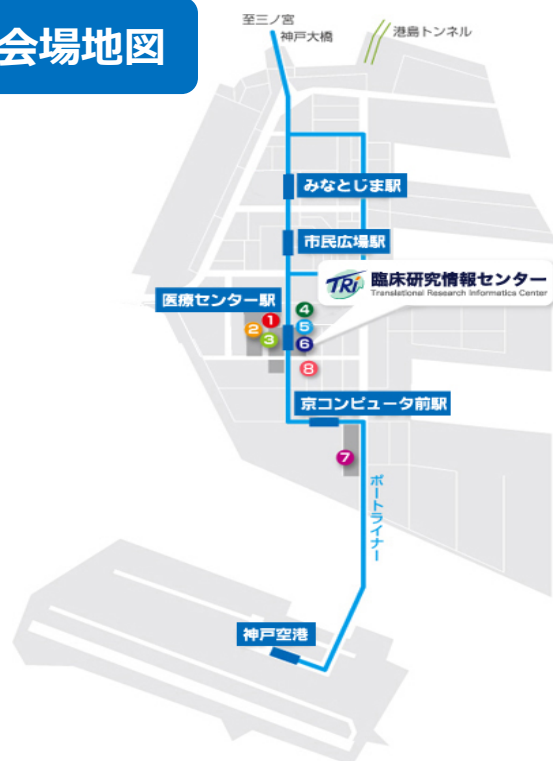 会場地図
至三ノ宮
神戸大橋
港島トンネル
みなとじま駅
市民広場駅
TRi 臨床研究情報センター
Translational Research Informatics Center
医療センター駅
1
2
3
4
5
6
8
京コンピュータ前駅
7
ポートライナー
神戸空港